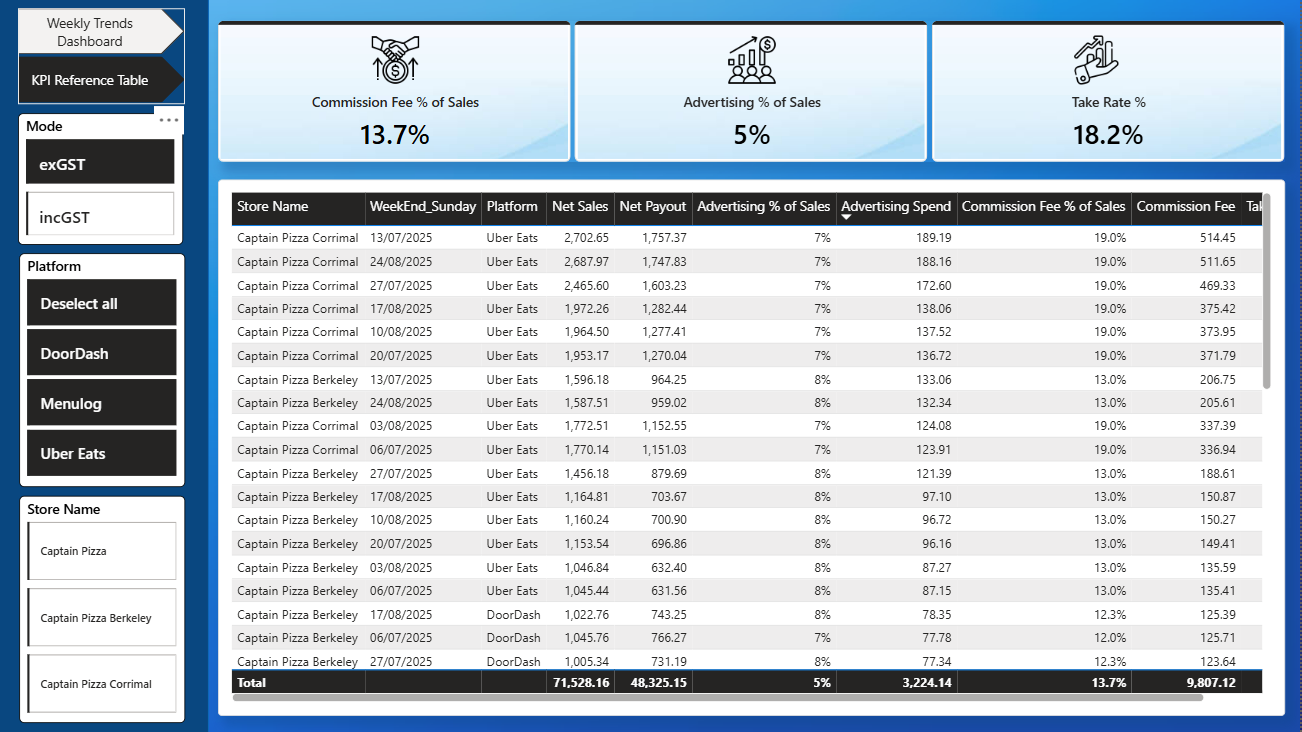 Weekly Trends
Dashboard
KPI Reference Table
Mode
exGST
incGST
Platform
Deselect all
DoorDash
Menulog
Uber Eats
Store Name
Captain Pizza
Captain Pizza Berkeley
Captain Pizza Corrimal
Commission Fee % of Sales
13.7%
Advertising % of Sales
5%
Take Rate %
18.2%
Store Name WeekEnd_Sunday Platform Net Sales Net Payout Advertising % of Sales Advertising Spend Commission Fee % of Sales Commission Fee Tak
Captain Pizza Corrimal 13/07/2025 Uber Eats 2,702.65 1,757.37 7% 189.19 19.0% 514.45
Captain Pizza Corrimal 24/08/2025 Uber Eats 2,687.97 1,747.83 7% 188.16 19.0% 511.65
Captain Pizza Corrimal 27/07/2025 Uber Eats 2,465.60 1,603.23 7% 172.60 19.0% 469.33
Captain Pizza Corrimal 17/08/2025 Uber Eats 1,972.26 1,282.44 7% 138.06 19.0% 375.42
Captain Pizza Corrimal 10/08/2025 Uber Eats 1,964.50 1,277.41 7% 137.52 19.0% 373.95
Captain Pizza Corrimal 20/07/2025 Uber Eats 1,953.17 1,270.04 7% 136.72 19.0% 371.79
Captain Pizza Berkeley 13/07/2025 Uber Eats 1,596.18 964.25 8% 133.06 13.0% 206.75
Captain Pizza Berkeley 24/08/2025 Uber Eats 1,587.51 959.02 8% 132.34 13.0% 205.61
Captain Pizza Corrimal 03/08/2025 Uber Eats 1,772.51 1,152.55 7% 124.08 19.0% 337.39
Captain Pizza Corrimal 06/07/2025 Uber Eats 1,770.14 1,151.03 7% 123.91 19.0% 336.94
Captain Pizza Berkeley 27/07/2025 Uber Eats 1,456.18 879.69 8% 121.39 13.0% 188.61
Captain Pizza Berkeley 17/08/2025 Uber Eats 1,164.81 703.67 8% 97.10 13.0% 150.87
Captain Pizza Berkeley 10/08/2025 Uber Eats 1,160.24 700.90 8% 96.72 13.0% 150.27
Captain Pizza Berkeley 20/07/2025 Uber Eats 1,153.54 696.86 8% 96.16 13.0% 149.41
Captain Pizza Berkeley 03/08/2025 Uber Eats 1,046.84 632.40 8% 87.27 13.0% 135.59
Captain Pizza Berkeley 06/07/2025 Uber Eats 1,045.44 631.56 8% 87.15 13.0% 135.41
Captain Pizza Berkeley 17/08/2025 DoorDash 1,022.76 743.25 8% 78.35 12.3% 125.39
Captain Pizza Berkeley 06/07/2025 DoorDash 1,045.76 766.27 7% 77.78 12.0% 125.71
Captain Pizza Berkeley 27/07/2025 DoorDash 1,005.34 731.19 8% 77.34 12.3% 123.64
Total 71,528.16 48,325.15 5% 3,224.14 13.7% 9,807.12